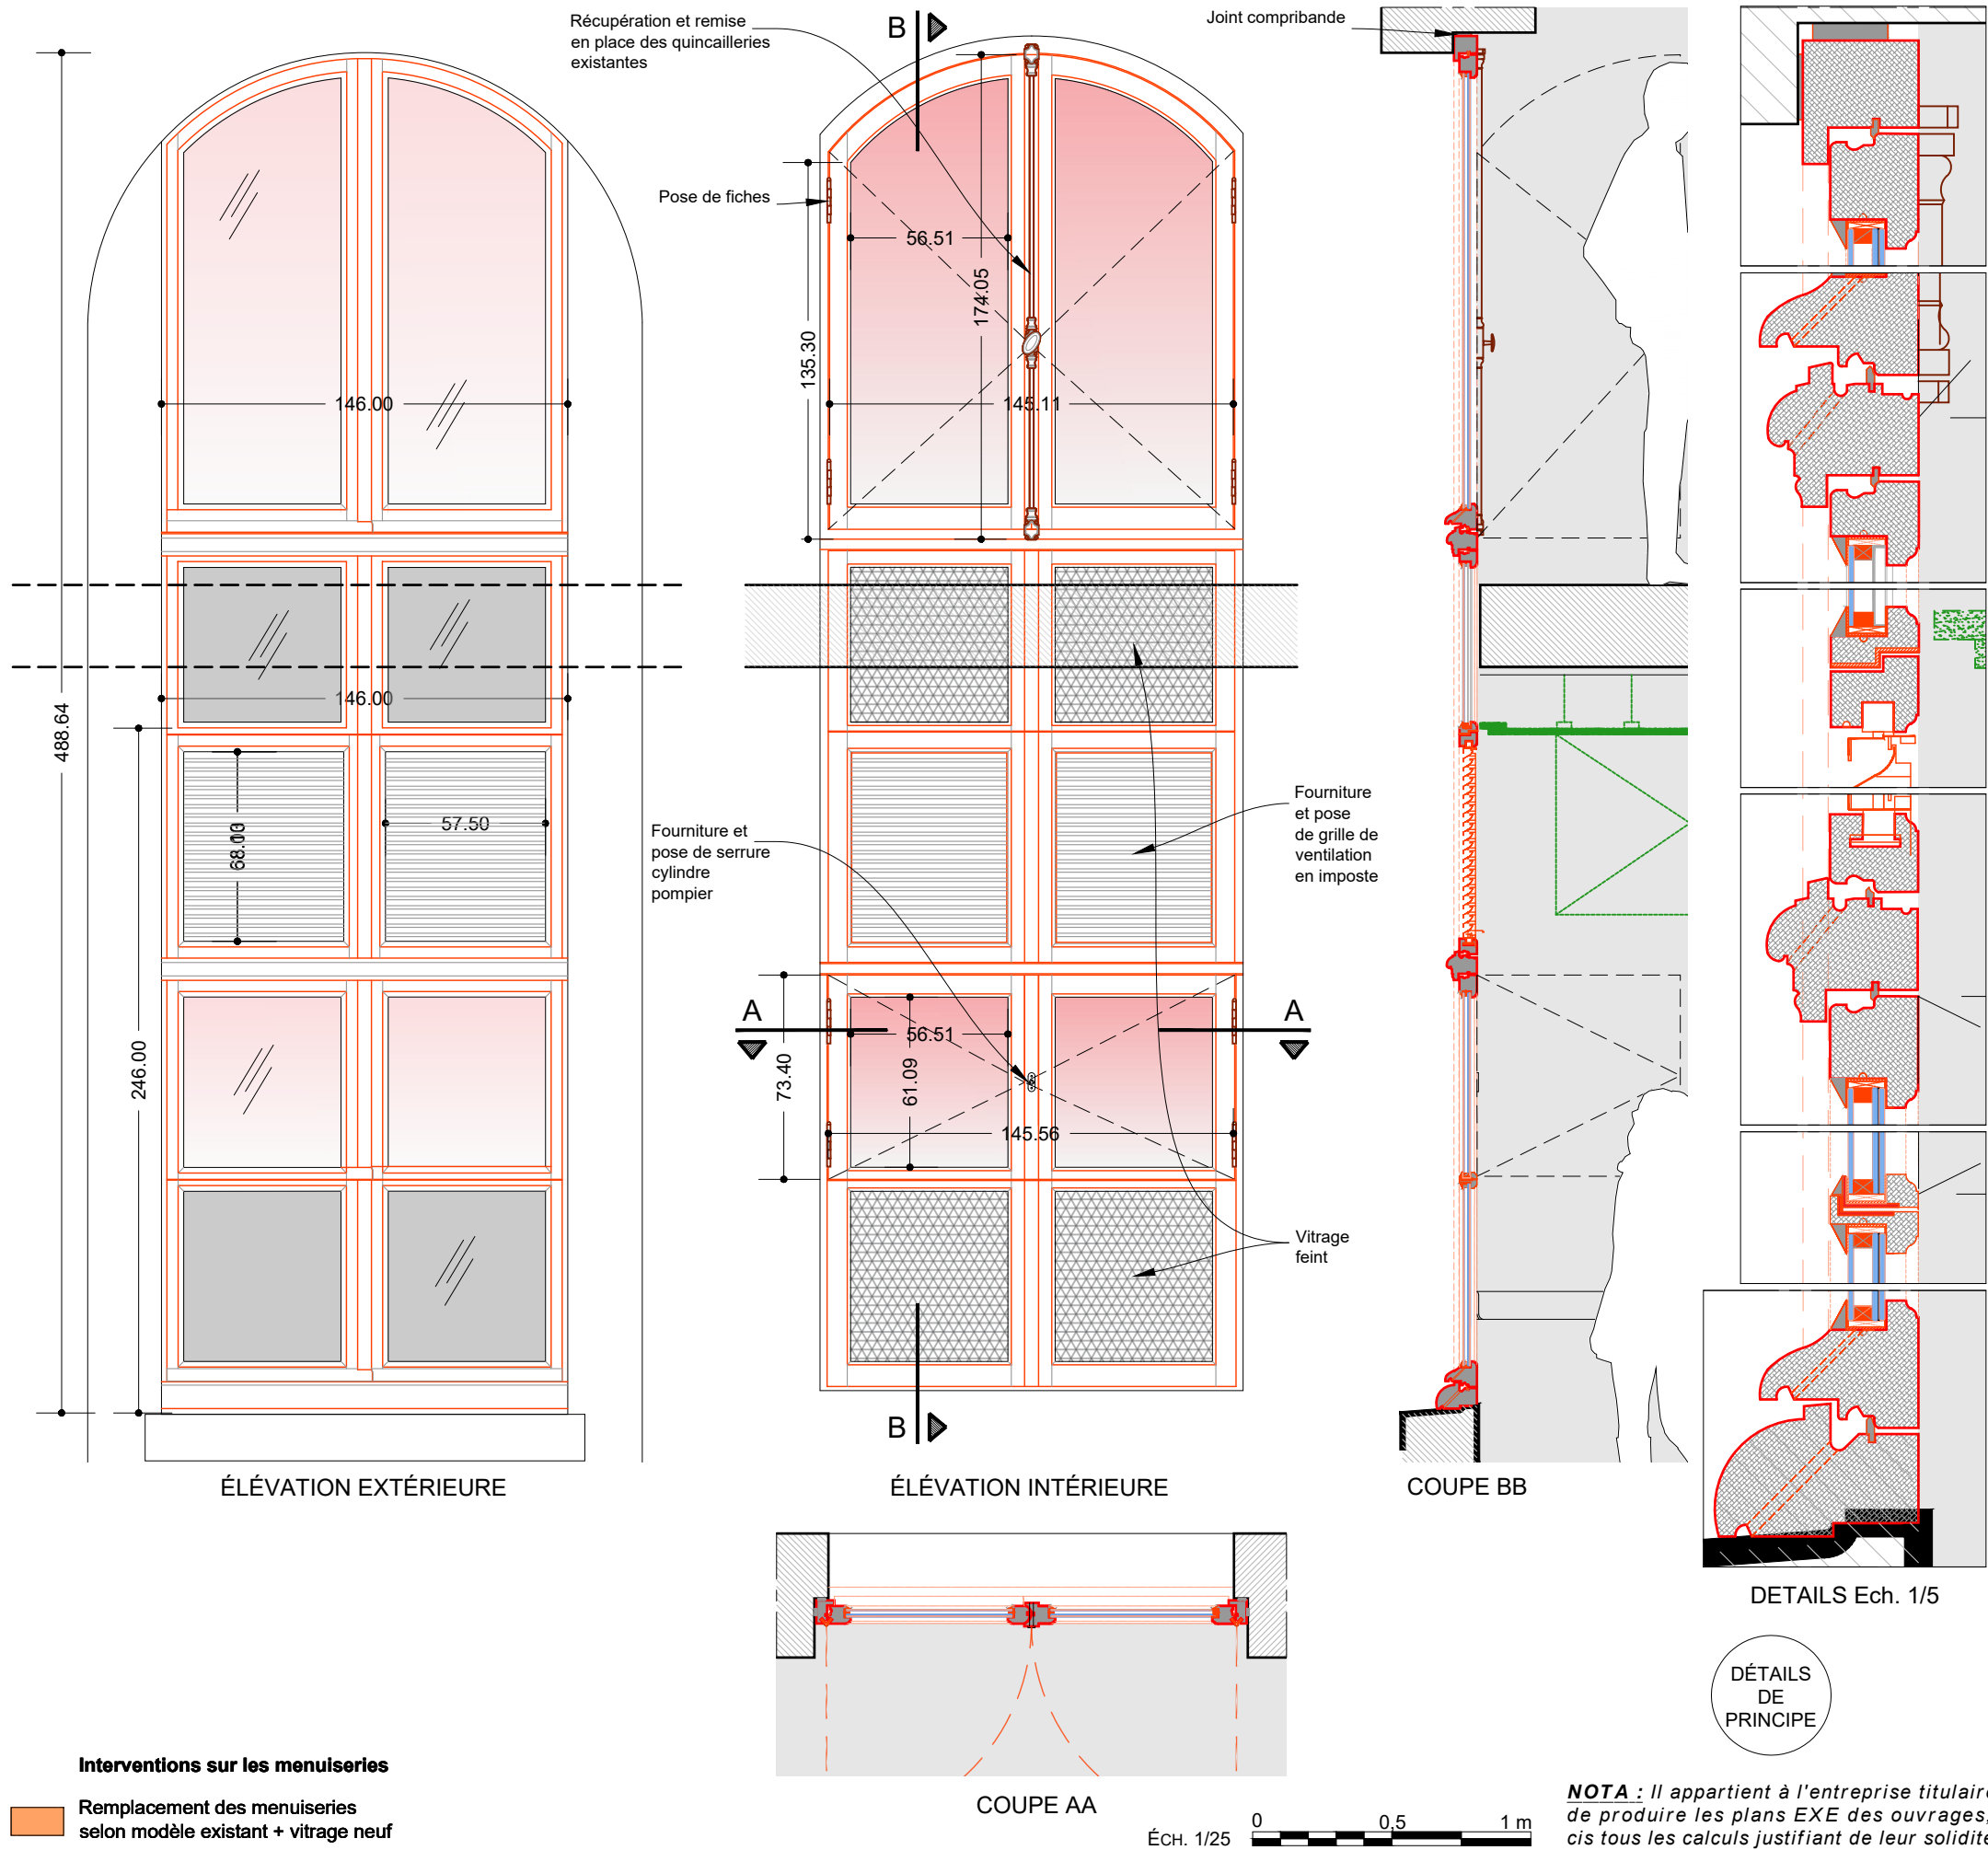 Récupération et remise
en place des quincailleries
existantes
B
Joint compribande
Pose de fiches
56.51
174.05
135.30
146.00
145.11
146.00
488.64
68.00
57.50
Fourniture et
pose de serrure
cylindre
pompier
Fourniture
et pose
de grille de
ventilation
en imposte
A
A
246.00
73.40
56.51
61.09
145.56
Vitrage
feint
B
ÉLÉVATION EXTÉRIEURE
ÉLÉVATION INTÉRIEURE
COUPE BB
DETAILS Ech. 1/5
DÉTAILS
DE
PRINCIPE
COUPE AA
Interventions sur les menuiseries
Remplacement des menuiseries
selon modèle existant + vitrage neuf
ÉCH. 1/25
0
0,5
1 m
NOTA : Il appartient à l'entreprise titulaire
de produire les plans EXE des ouvrages,
cis tous les calculs justifiant de leur solidité